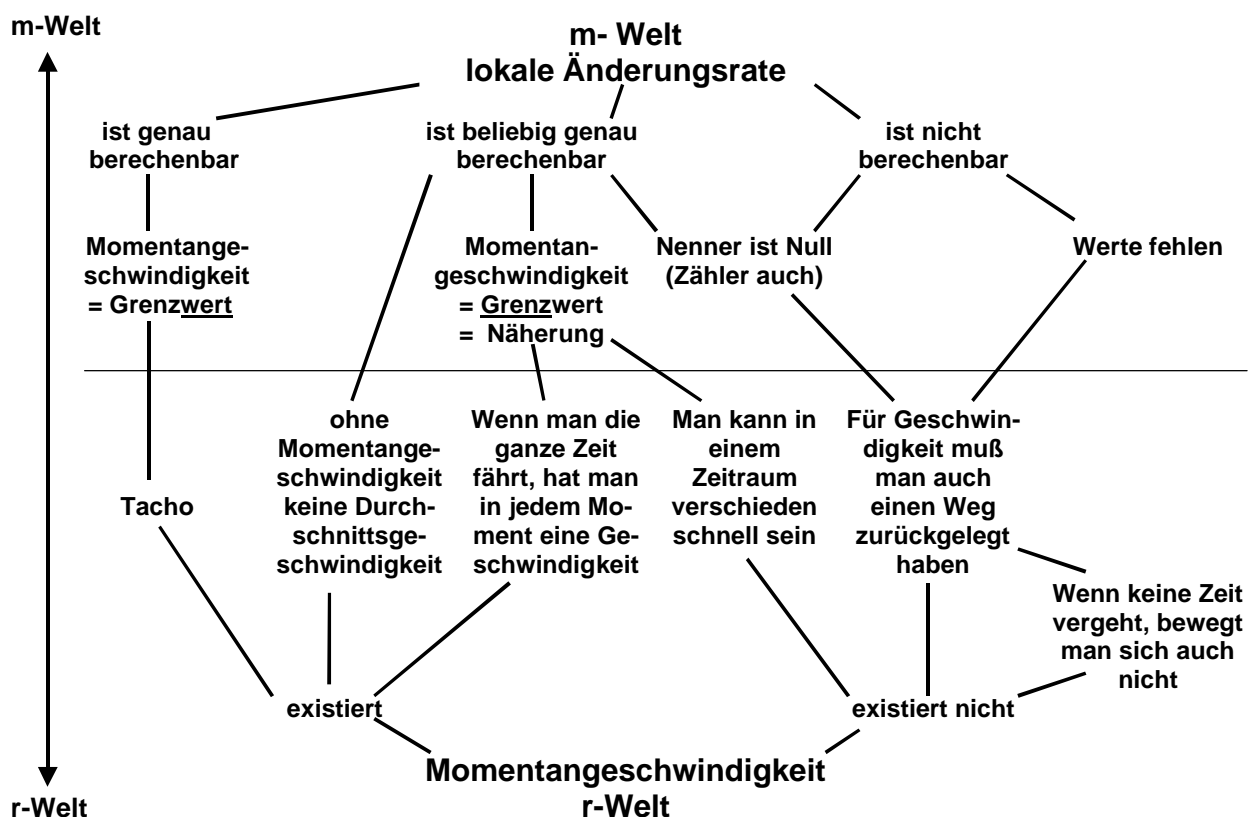 m-Welt
m- Welt
lokale Änderungsrate
ist genau
berechenbar
ist beliebig genau
berechenbar
ist nicht
berechenbar
Momentange-
schwindigkeit
= Grenzwert
Momentan-
geschwindigkeit
= Grenzwert
= Näherung
Nenner ist Null
(Zähler auch)
Werte fehlen
Tacho
ohne
Momentange-
schwindigkeit
keine Durch-
schnittsge-
schwindigkeit
Wenn man die
ganze Zeit
fährt, hat man
in jedem Mo-
ment eine Ge-
schwindigkeit
Man kann in
einem
Zeitraum
verschieden
schnell sein
Für Geschwin-
digkeit muß
man auch
einen Weg
zurückgelegt
haben
Wenn keine Zeit
vergeht, bewegt
man sich auch
nicht
existiert
existiert nicht
Momentangeschwindigkeit
r-Welt
r-Welt